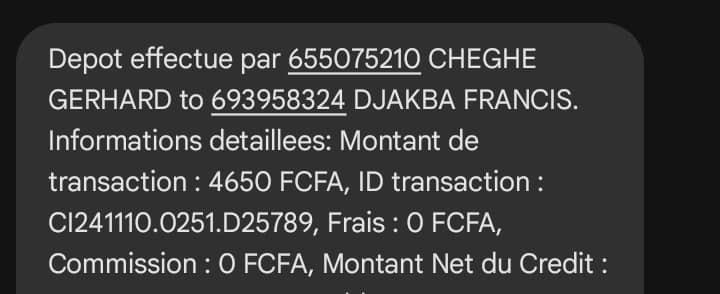 Depot effectue par 655075210 CHEGHE
GERHARD to 693958324 DJAKBA FRANCIS.
Informations detaillees: Montant de
transaction : 4650 FCFA, ID transaction :
CI241110.0251.D25789, Frais : 0 FCFA,
Commission : 0 FCFA, Montant Net du Credit :